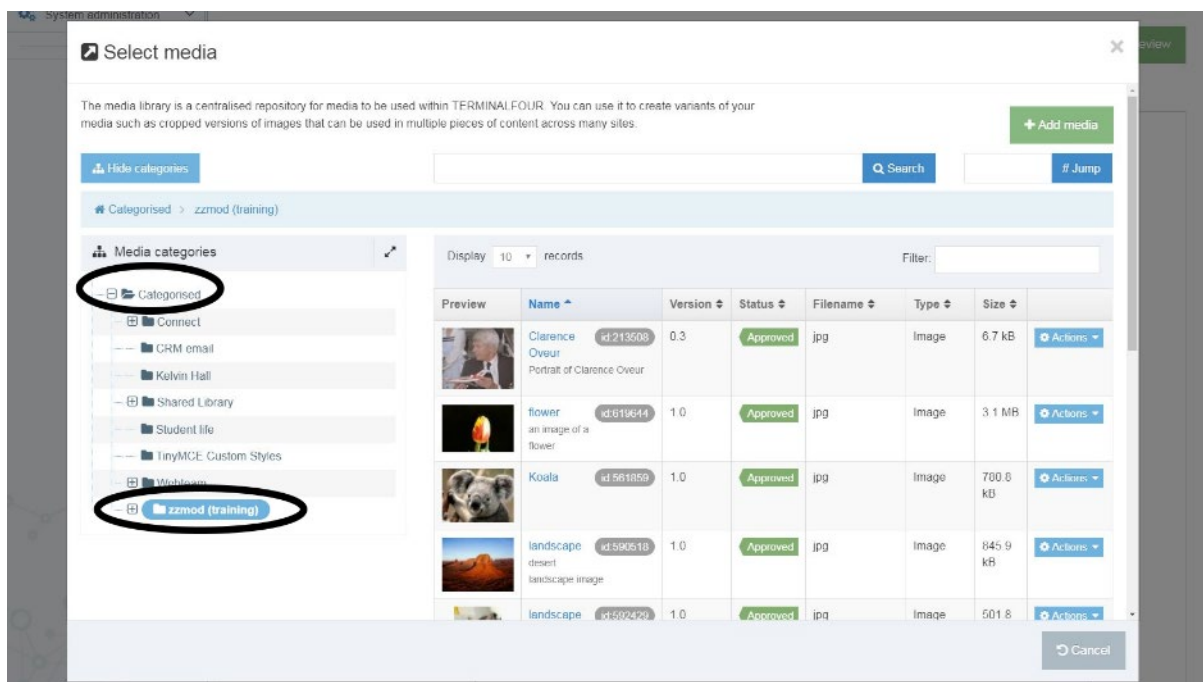 System administration
eview
Select media
×
The media library is a centralised repository for media to be used within TERMINALFOUR. You can use it to create variants of your
media such as cropped versions of images that can be used in multiple pieces of content across many sites.
+ Add media
Hide categories
Search
# Jump
Categorised > zzmod (training)
Media categories
Categorised
Connect
CRM email
Kelvin Hall
Shared Library
Student life
TinyMCE Custom Styles
Webteam
zzmod (training)
Display 10 records
Filter:
Preview Name Version Status Filename Type Size
Clarence id:213508 0.3 Approved jpg Image 6.7 kB Actions
Oveur
Portrait of Clarence Oveur
flower id:619644 1.0 Approved jpg Image 3.1 MB Actions
an image of a
flower
Koala id:561859 1.0 Approved jpg Image 780.8 Actions
kB
landscape id:590518 1.0 Approved jpg Image 845.9 Actions
desert kB
landscape image
landscape id:592429 1.0 Approved jpg Image 501.8 Actions
Cancel